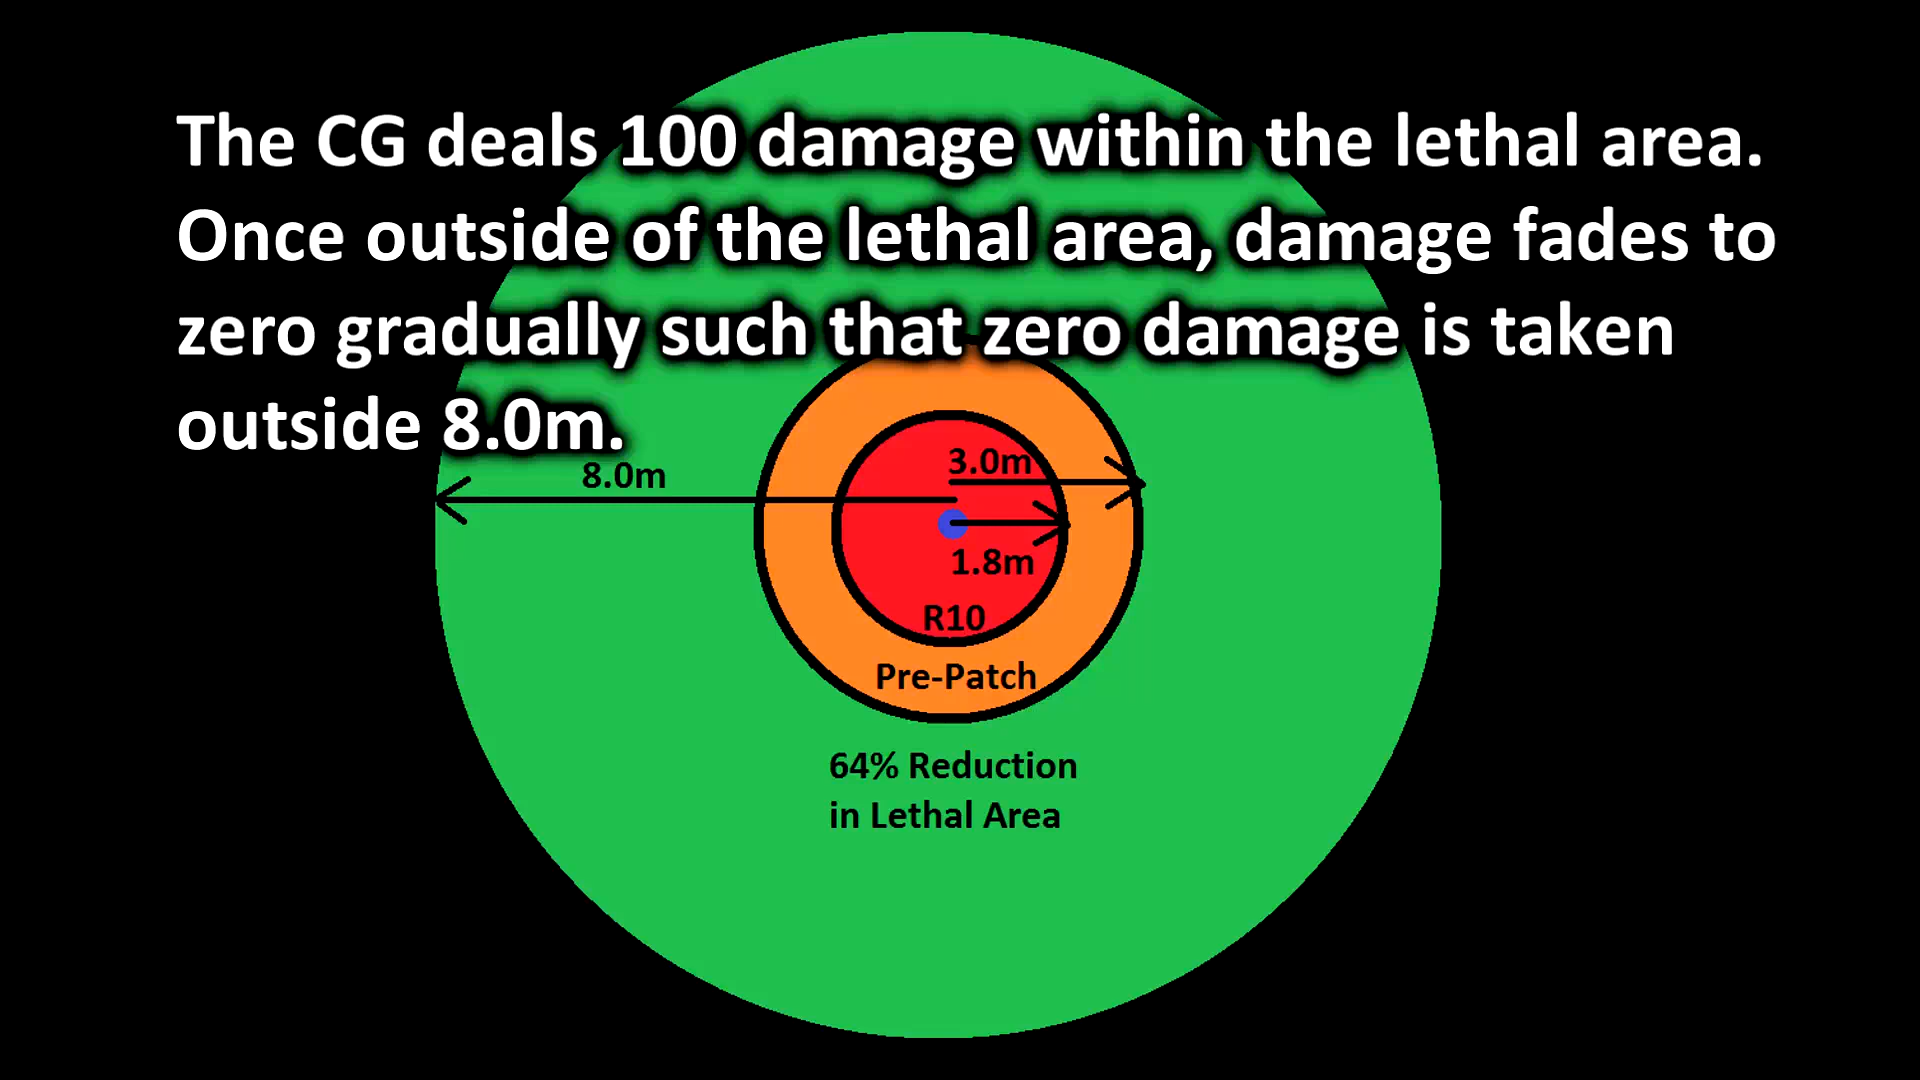 The CG deals 100 damage within the lethal area.
Once outside of the lethal area, damage fades to
zero gradually such that zero damage is taken
outside 8.0m.
8.0m
3.0m
1.8m
R10
Pre-Patch
64% Reduction
in Lethal Area